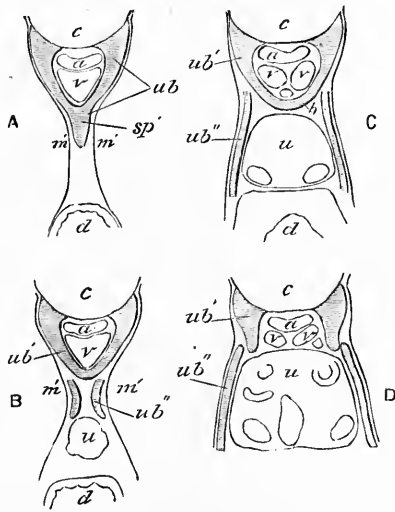 c
a
v
ub
A
sp'
m' m'
d
c
ub' a
v v
h C
ub''
u
d
c
a
ub' v
m' m'
B ub''
u
d
c
ub' a
v v
ub'' u D